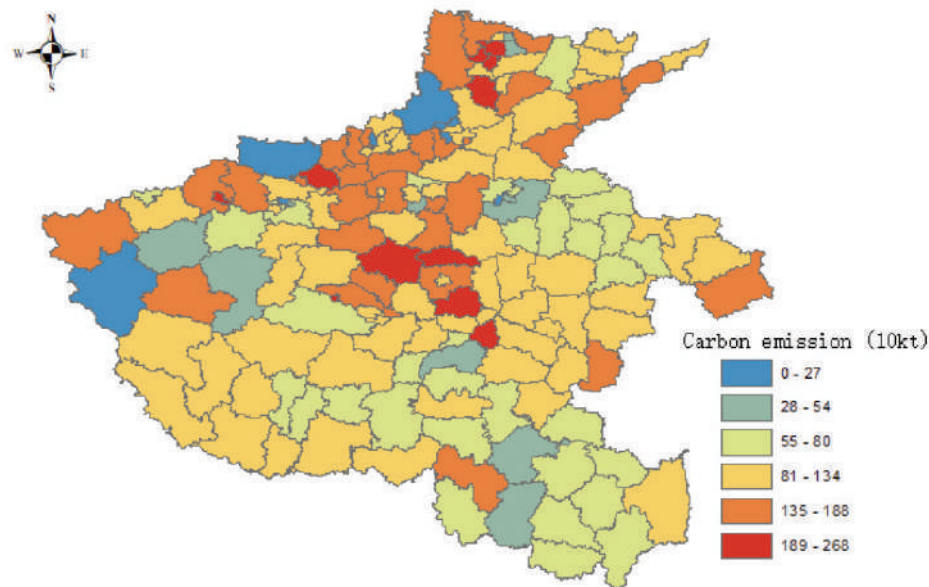 N
W E
S
Carbon emission (10kt)
0 - 27
28 - 54
55 - 80
81 - 134
135 - 188
189 - 268